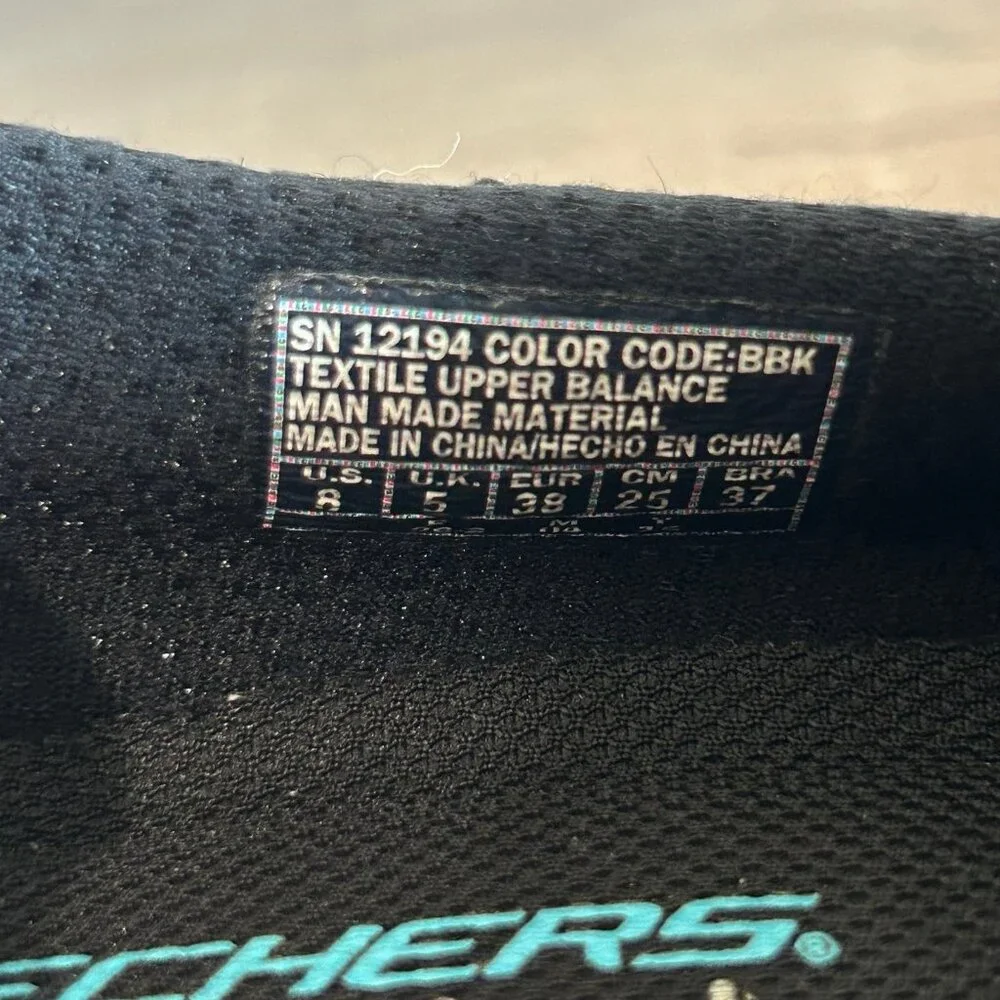 SN 12194 COLOR CODE:BBK
TEXTILE UPPER BALANCE
MAN MADE MATERIAL
MADE IN CHINA/HECHO EN CHINA
U.S. U.K. EUR CM BRA
8 5 38 25 37
ECHERS®